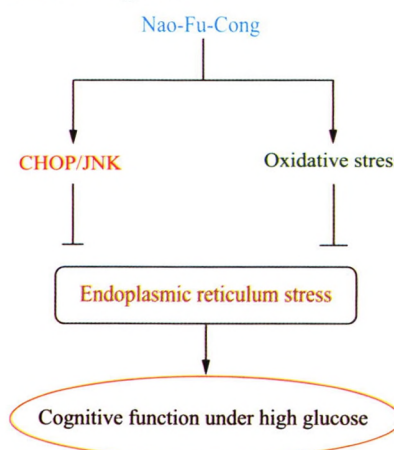 Nao-Fu-Cong
CHOP/JNK
Oxidative stres
Endoplasmic reticulum stress
Cognitive function under high glucose